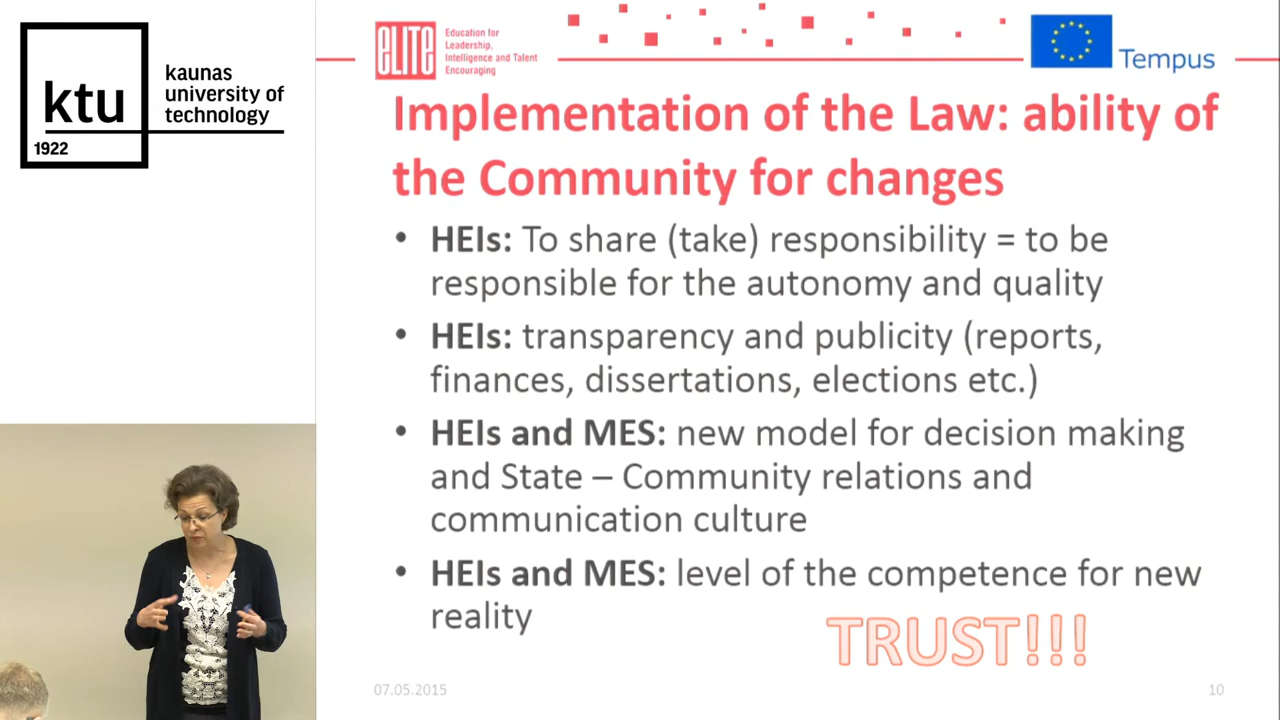 ktu
1922
kaunas
university of
technology
ELITE
Education for
Leadership,
Intelligence and Talent
Encouraging
Tempus
Implementation of the Law: ability of
the Community for changes
• HEIs: To share (take) responsibility = to be
responsible for the autonomy and quality
• HEIs: transparency and publicity (reports,
finances, dissertations, elections etc.)
• HEIs and MES: new model for decision making
and State – Community relations and
communication culture
• HEIs and MES: level of the competence for new
reality
TRUST!!!
07.05.2015
10